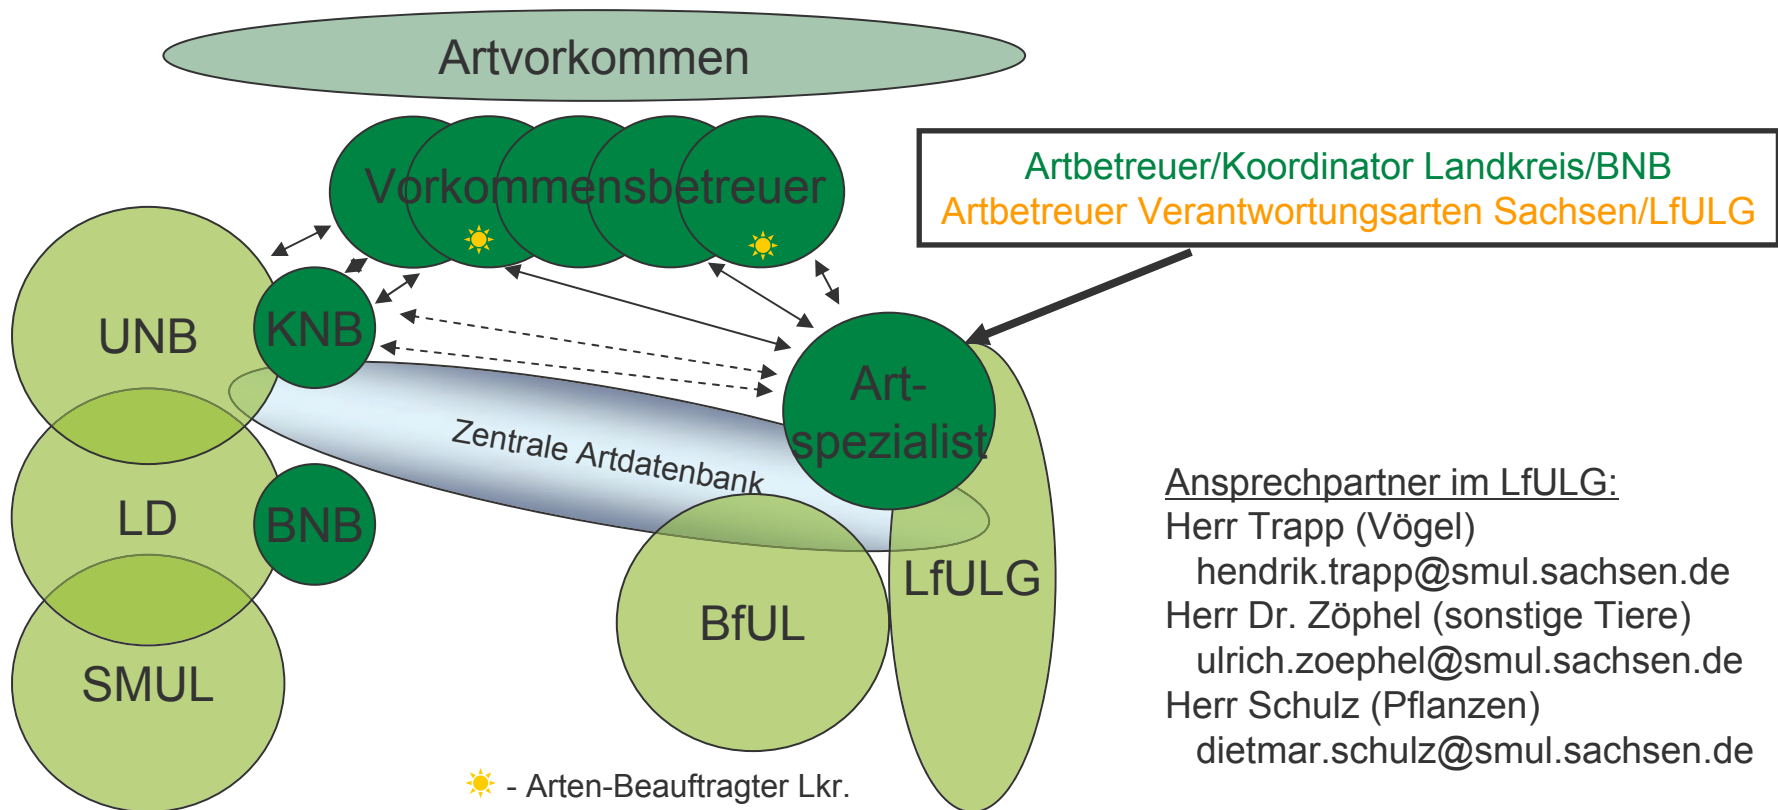 Artvorkommen
Vorkommensbetreuer
Artbetreuer/Koordinator Landkreis/BNB
Artbetreuer Verantwortungsarten Sachsen/LfULG
UNB
KNB
Art-
spezialist
Zentrale Artdatenbank
LD
BNB
LfULG
BfUL
SMUL
Ansprechpartner im LfULG:
Herr Trapp (Vögel)
hendrik.trapp@smul.sachsen.de
Herr Dr. Zöphel (sonstige Tiere)
ulrich.zoephel@smul.sachsen.de
Herr Schulz (Pflanzen)
dietmar.schulz@smul.sachsen.de
- Arten-Beauftragter Lkr.